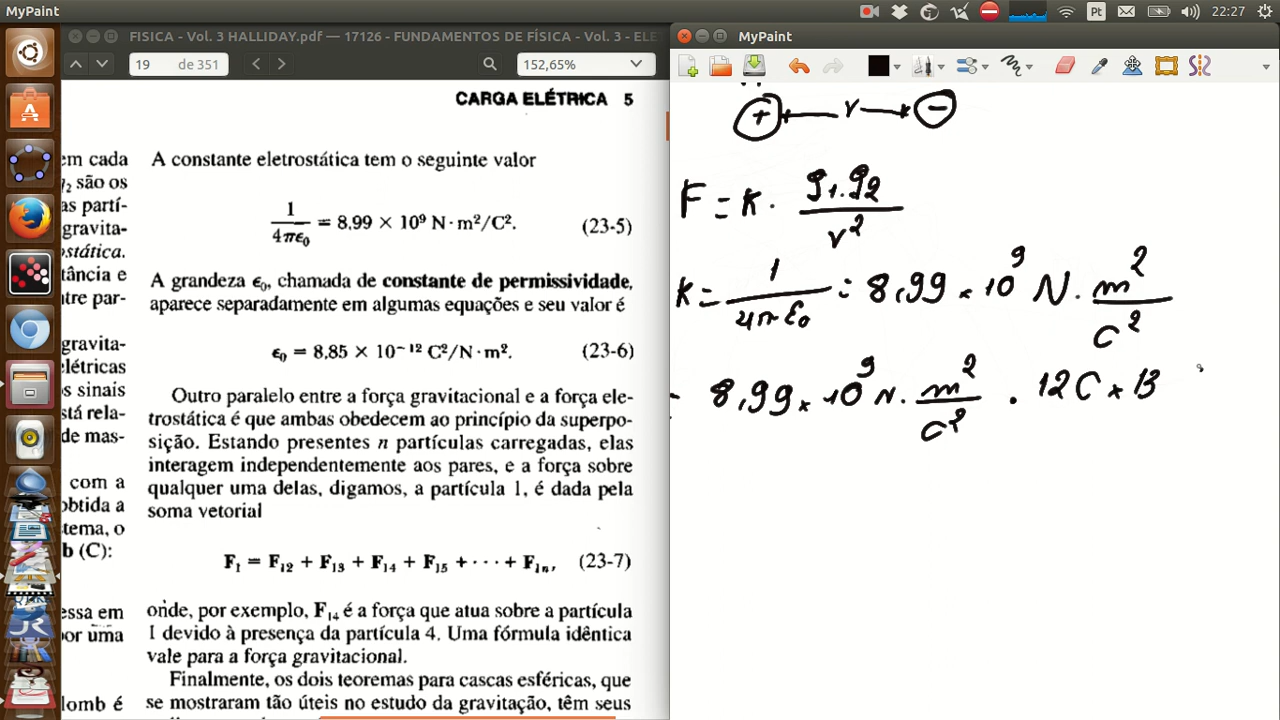 MyPaint
Pt
22:27
FISICA - Vol. 3 HALLIDAY.pdf — 17126 - FUNDAMENTOS DE FÍSICA - Vol. 3 - ELE
19 de 351
152,65%
CARGA ELÉTRICA 5
em cada
q2 são os
as partí-
gravita-
ostática.
tância e
tre par-
gravita-
elétricas
os sinais
stá rela-
de mas-
com a
obtida a
stema, o
b (C):
essa em
por uma
lomb é
A constante eletrostática tem o seguinte valor
1/4πϵ0 = 8,99 × 10⁹ N·m²/C². (23-5)
A grandeza ϵ0, chamada de constante de permissividade,
aparece separadamente em algumas equações e seu valor é
ϵ0 = 8,85 × 10⁻¹² C²/N·m². (23-6)
Outro paralelo entre a força gravitacional e a força ele-
trostática é que ambas obedecem ao princípio da superpo-
sição. Estando presentes n partículas carregadas, elas
interagem independentemente aos pares, e a força sobre
qualquer uma delas, digamos, a partícula 1, é dada pela
soma vetorial
F1 = F12 + F13 + F14 + F15 + · · · + F1n, (23-7)
onde, por exemplo, F14 é a força que atua sobre a partícula
1 devido à presença da partícula 4. Uma fórmula idêntica
vale para a força gravitacional.
Finalmente, os dois teoremas para cascas esféricas, que
se mostraram tão úteis no estudo da gravitação, têm seus
MyPaint
+ r −
F = K · q1.q2 / r²
K = 1/4πε0 = 8,99 × 10⁹ N · m²/C²
8,99 × 10⁹ N · m²/C² · 12C × 13